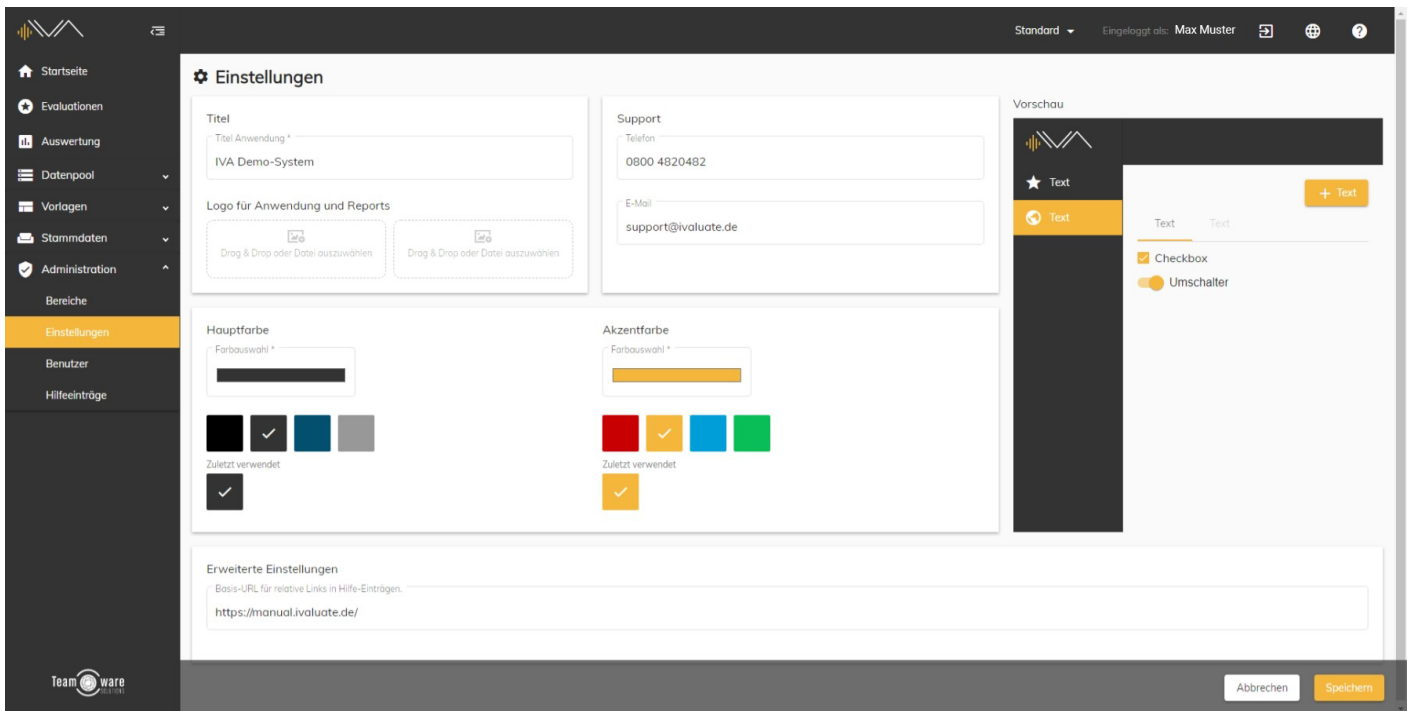 IVA
Standard
Eingeloggt als: Max Muster
Startseite
Evaluationen
Auswertung
Datenpool
Vorlagen
Stammdaten
Administration
Bereiche
Einstellungen
Benutzer
Hilfeeinträge
Team ware
SOLUTIONS
Einstellungen
Titel
Titel Anwendung *
IVA Demo-System
Logo für Anwendung und Reports
Drag & Drop oder Datei auszuwählen
Drag & Drop oder Datei auszuwählen
Support
Telefon
0800 4820482
E-Mail
support@ivaluate.de
Hauptfarbe
Farbauswahl *
Zuletzt verwendet
Akzentfarbe
Farbauswahl *
Zuletzt verwendet
Vorschau
IVA
Text
Text
+ Text
Text Text
Checkbox
Umschalter
Erweiterte Einstellungen
Basis-URL für relative Links in Hilfe-Einträgen.
https://manual.ivaluate.de/
Abbrechen
Speichern